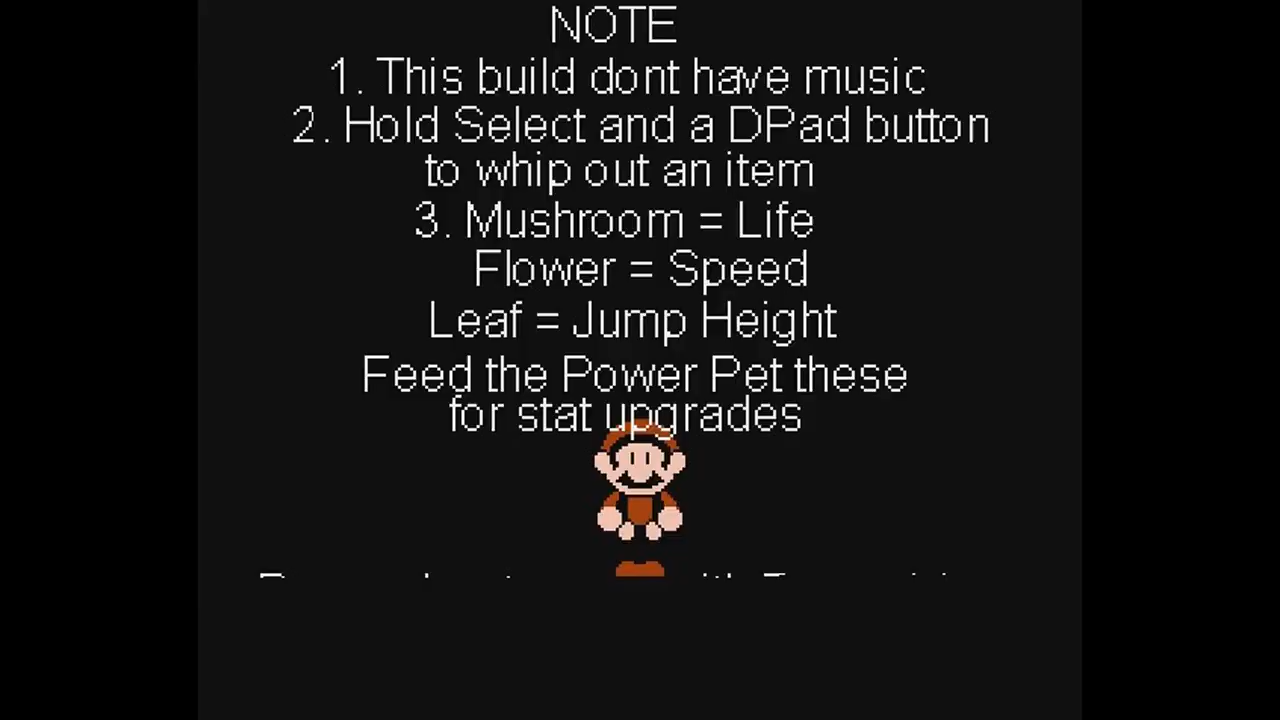 NOTE
1. This build dont have music
2. Hold Select and a DPad button
to whip out an item
3. Mushroom = Life
Flower = Speed
Leaf = Jump Height
Feed the Power Pet these
for stat upgrades